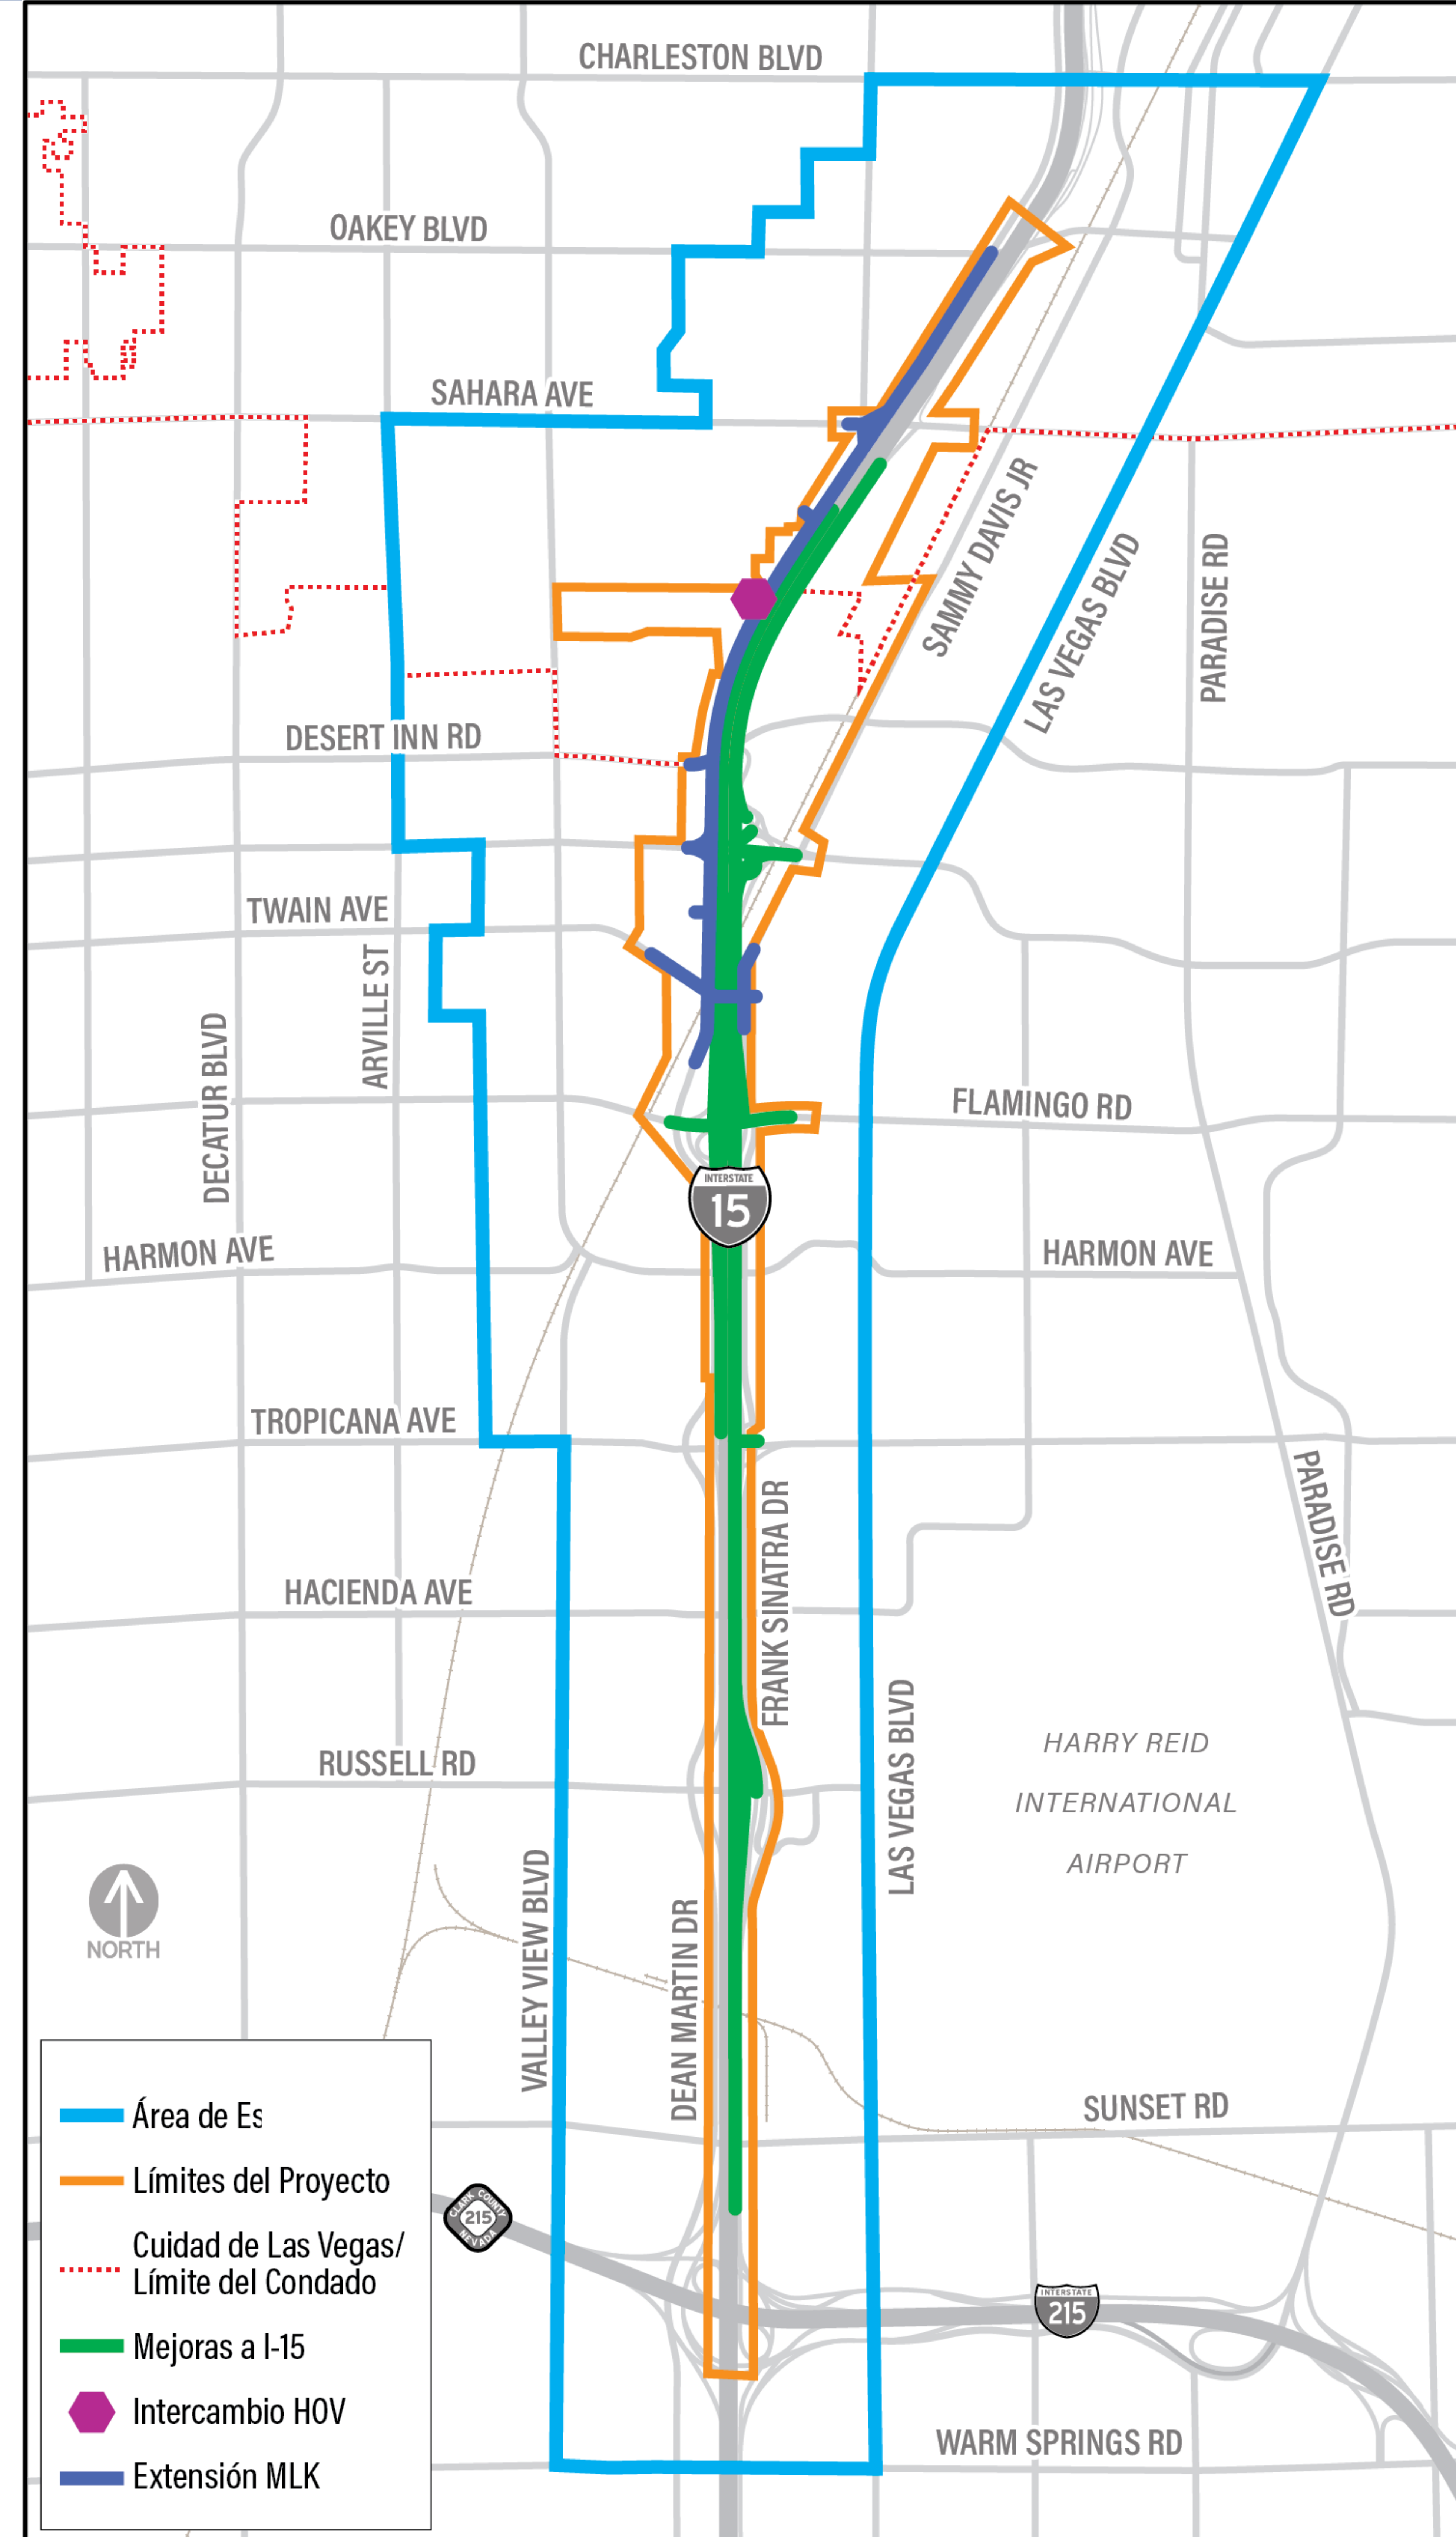 CHARLESTON BLVD
OAKEY BLVD
SAHARA AVE
SAMMY DAVIS JR
LAS VEGAS BLVD
PARADISE RD
DESERT INN RD
TWAIN AVE
ARVILLE ST
DECATUR BLVD
FLAMINGO RD
INTERSTATE
15
HARMON AVE
HARMON AVE
TROPICANA AVE
PARADISE RD
FRANK SINATRA DR
HACIENDA AVE
LAS VEGAS BLVD
HARRY REID
INTERNATIONAL
AIRPORT
RUSSELL RD
VALLEY VIEW BLVD
DEAN MARTIN DR
NORTH
SUNSET RD
Área de Es
Límites del Proyecto
Cuidad de Las Vegas/
Límite del Condado
Mejoras a I-15
Intercambio HOV
Extensión MLK
CLARK COUNTY
215
NEVADA
INTERSTATE
215
WARM SPRINGS RD